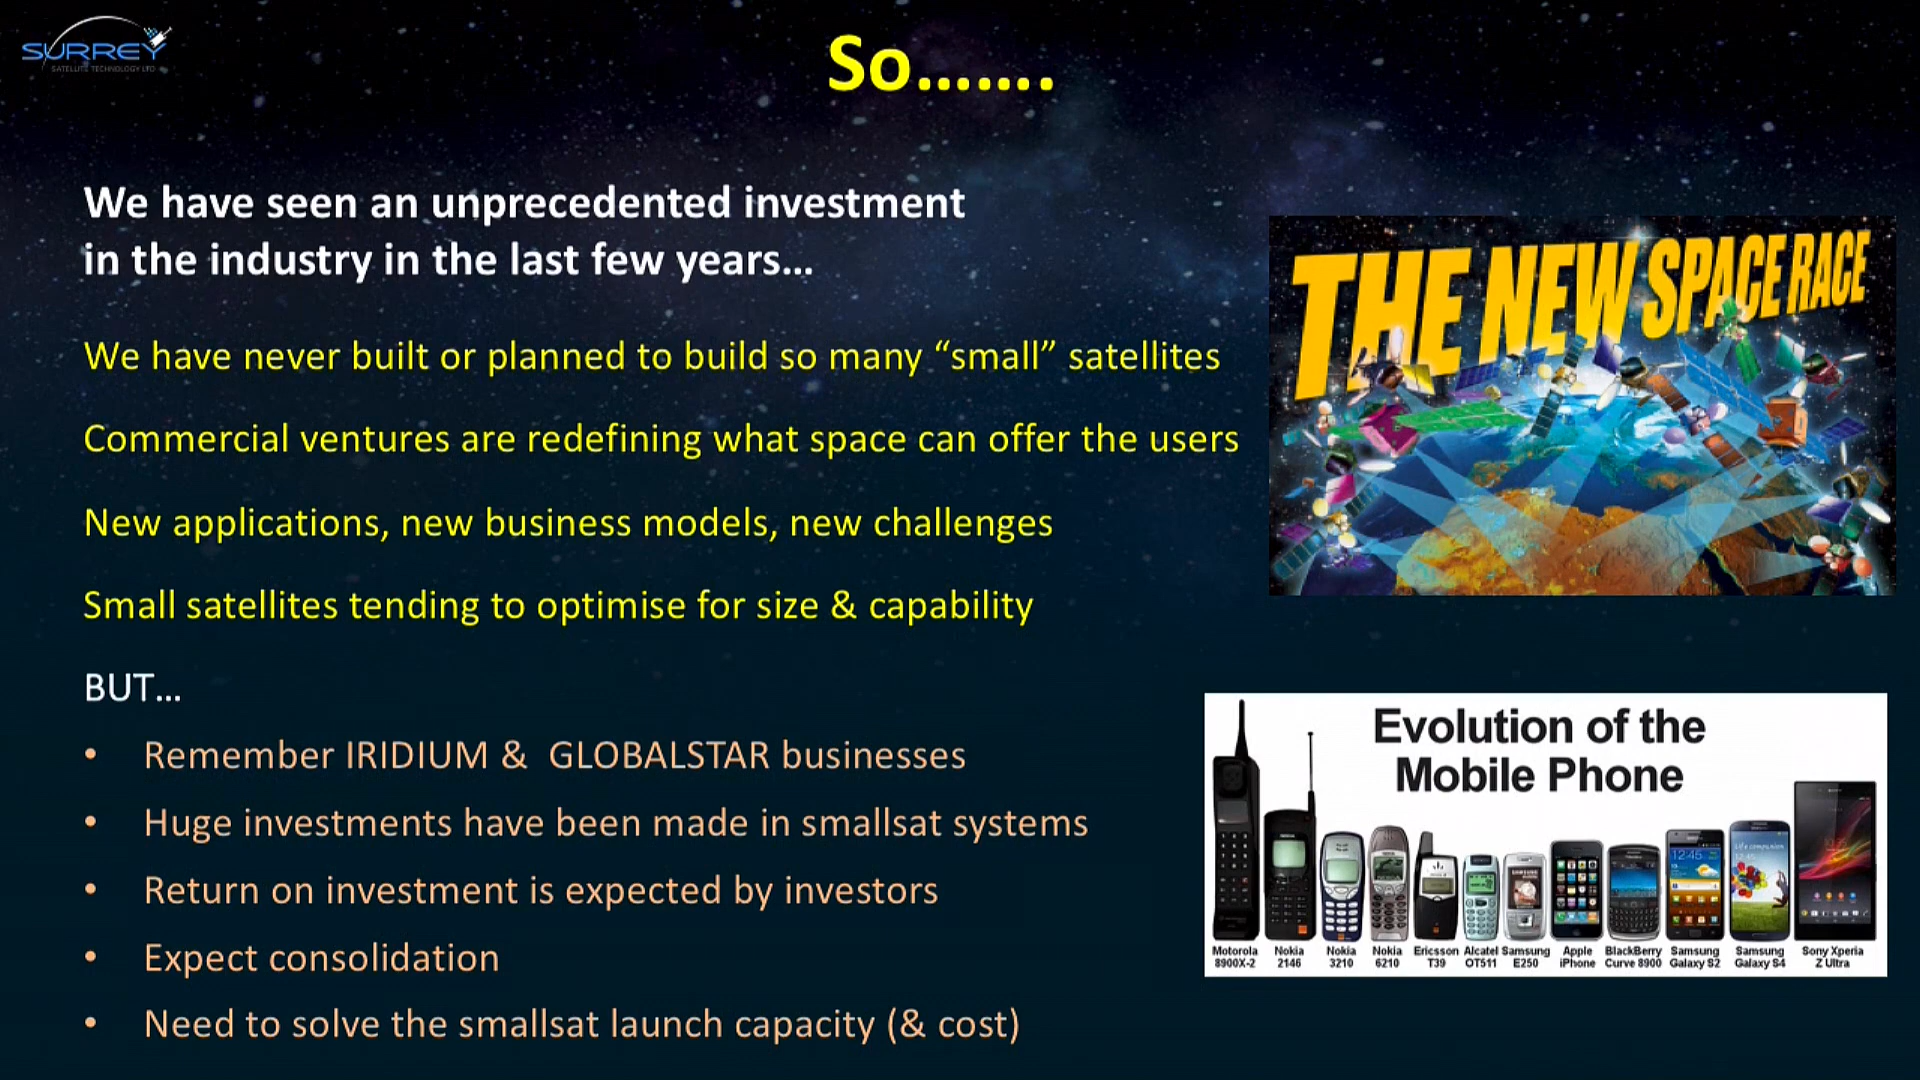 SURREY
SATELLITE TECHNOLOGY LTD
So.......
We have seen an unprecedented investment
in the industry in the last few years...
We have never built or planned to build so many “small” satellites
Commercial ventures are redefining what space can offer the users
New applications, new business models, new challenges
Small satellites tending to optimise for size & capability
BUT...
• Remember IRIDIUM & GLOBALSTAR businesses
• Huge investments have been made in smallsat systems
• Return on investment is expected by investors
• Expect consolidation
• Need to solve the smallsat launch capacity (& cost)
THE NEW SPACE RACE
Evolution of the
Mobile Phone
Motorola
8900X-2
Nokia
2146
Nokia
3210
Nokia
6210
Ericsson
T39
Alcatel
OT511
Samsung
E250
Apple
iPhone
BlackBerry
Curve 8900
Samsung
Galaxy S2
Samsung
Galaxy S4
Sony Xperia
Z Ultra